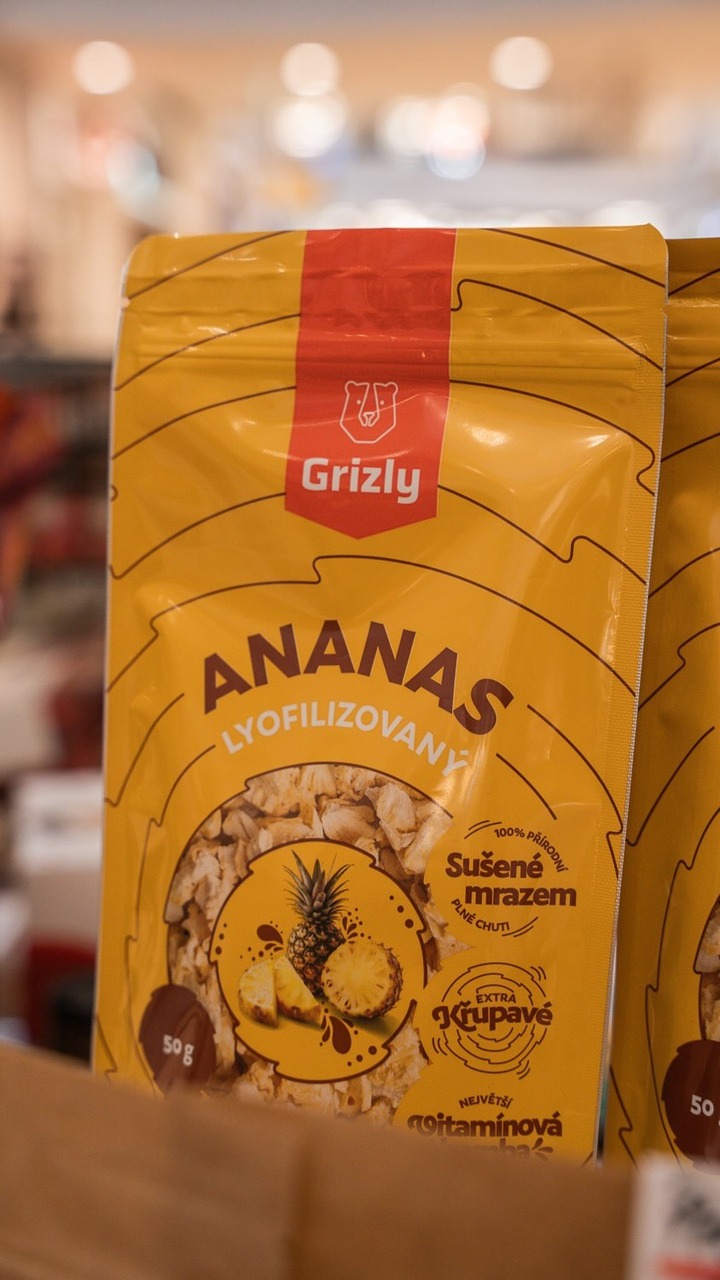 Grizly
ANANAS
LYOFILIZOVANÝ
100% PŘÍRODNÍ
Sušené
mrazem
PLNÉ CHUTI
EXTRA
Křupavé
50 g
NEJVĚTŠÍ
Vitamínová
50